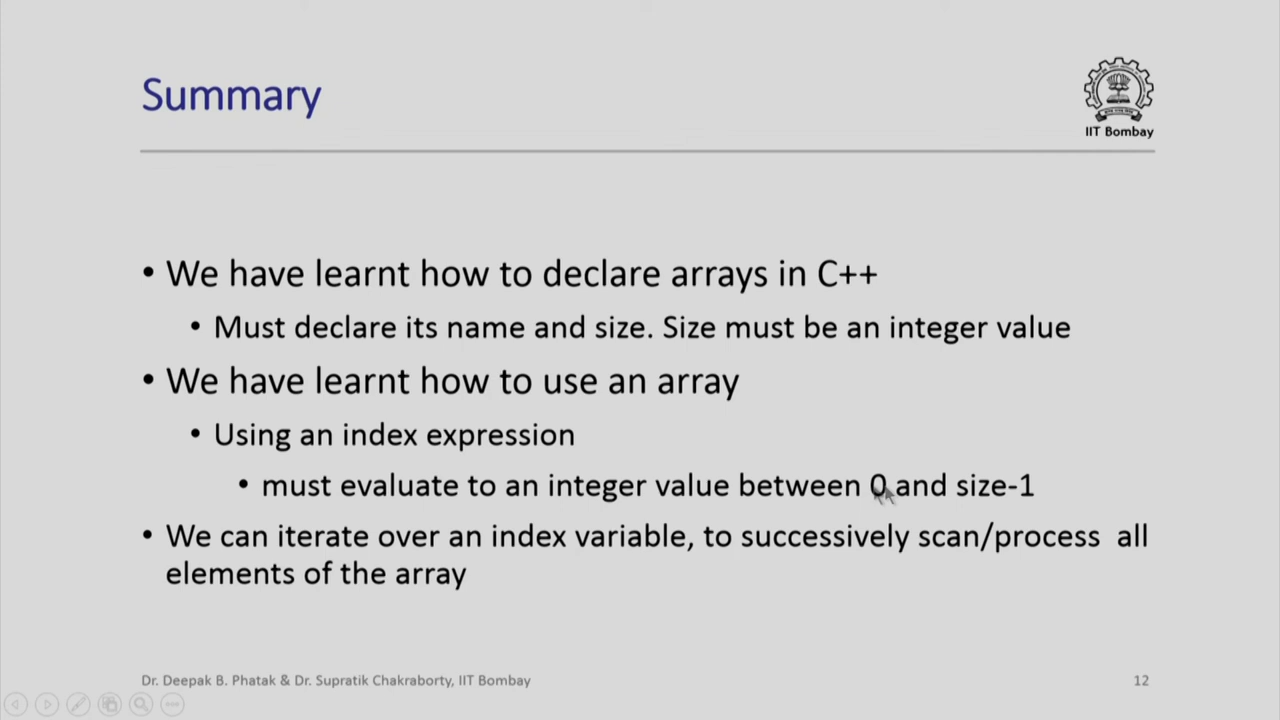 Summary
IIT Bombay
• We have learnt how to declare arrays in C++
• Must declare its name and size. Size must be an integer value
• We have learnt how to use an array
• Using an index expression
• must evaluate to an integer value between 0 and size-1
• We can iterate over an index variable, to successively scan/process all
elements of the array
Dr. Deepak B. Phatak & Dr. Supratik Chakraborty, IIT Bombay
12